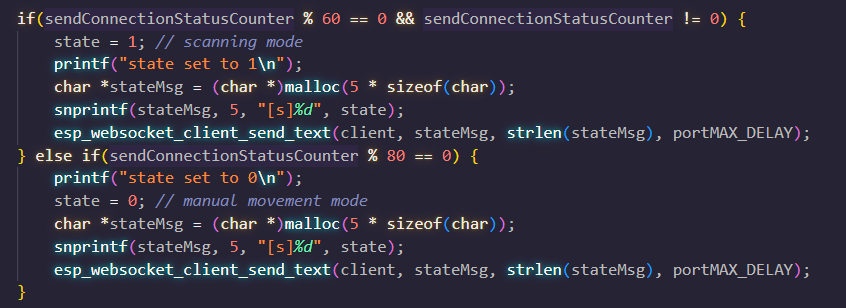 if(sendConnectionStatusCounter % 60 == 0 && sendConnectionStatusCounter != 0) {
    state = 1; // scanning mode
    printf("state set to 1\n");
    char *stateMsg = (char *)malloc(5 * sizeof(char));
    snprintf(stateMsg, 5, "[s]%d", state);
    esp_websocket_client_send_text(client, stateMsg, strlen(stateMsg), portMAX_DELAY);
} else if(sendConnectionStatusCounter % 80 == 0) {
    printf("state set to 0\n");
    state = 0; // manual movement mode
    char *stateMsg = (char *)malloc(5 * sizeof(char));
    snprintf(stateMsg, 5, "[s]%d", state);
    esp_websocket_client_send_text(client, stateMsg, strlen(stateMsg), portMAX_DELAY);
}